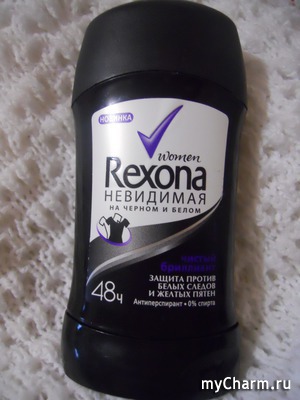 НОВИНКА
women
Rexona
НЕВИДИМАЯ
НА ЧЕРНОМ И БЕЛОМ
чистый
бриллиант
48ч
ЗАЩИТА ПРОТИВ
БЕЛЫХ СЛЕДОВ
И ЖЕЛТЫХ ПЯТЕН
Антиперспирант • 0% спирта
myCharm.ru